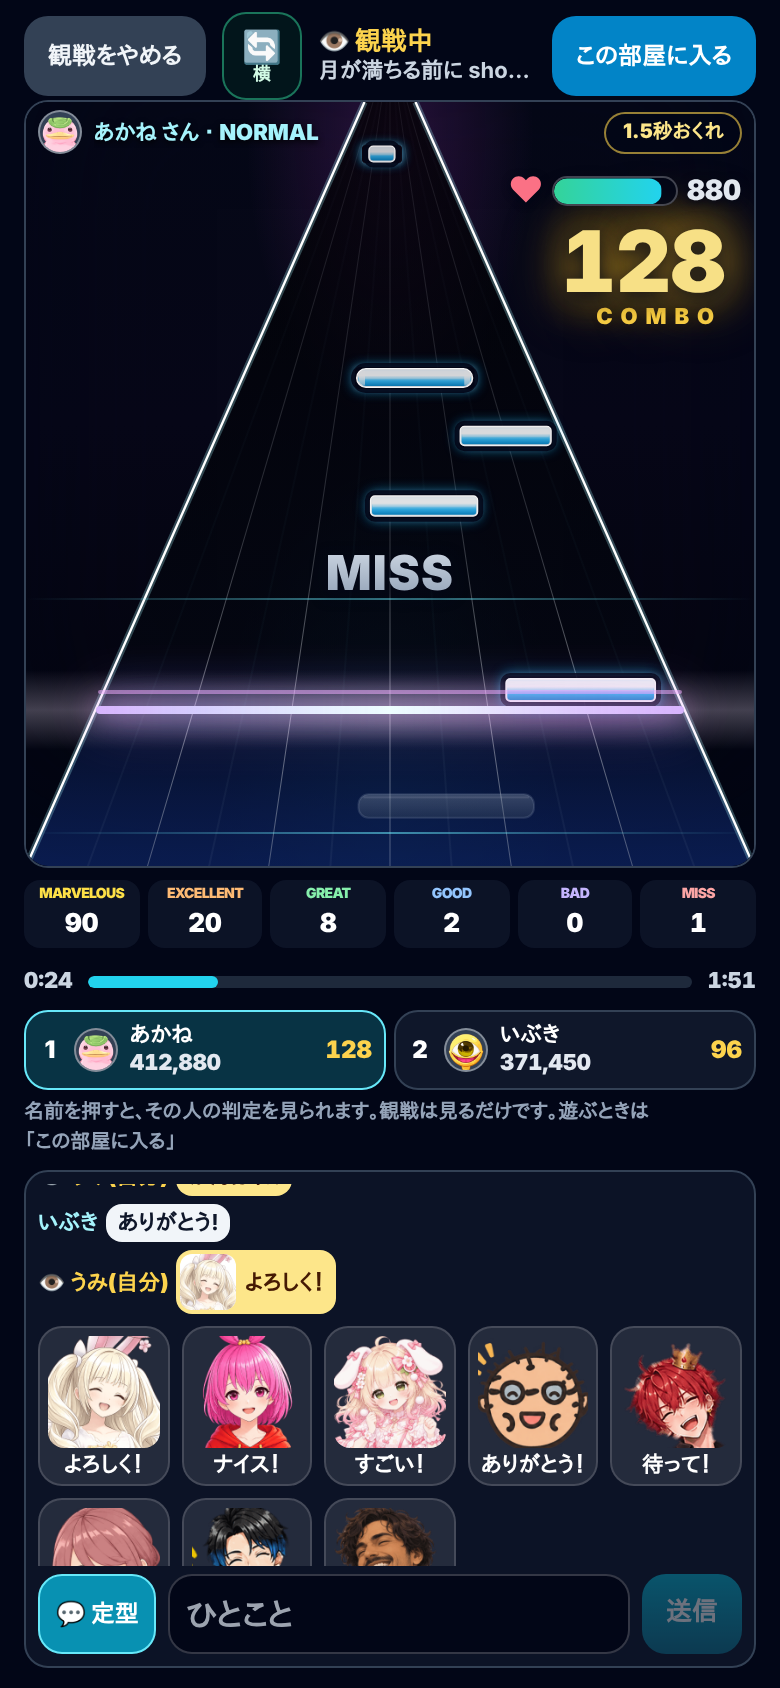 観戦をやめる
横
観戦中
月が満ちる前に sho...
この部屋に入る
あかね さん · NORMAL
1.5秒おくれ
880
128
COMBO
MISS
MARVELOUS
90
EXCELLENT
20
GREAT
8
GOOD
2
BAD
0
MISS
1
0:24
1:51
1
あかね
412,880
128
2
いぶき
371,450
96
名前を押すと、その人の判定を見られます。観戦は見るだけです。遊ぶときは
「この部屋に入る」
いぶき ありがとう!
うみ(自分) よろしく!
よろしく!
ナイス!
すごい!
ありがとう!
待って!
定型
ひとこと
送信